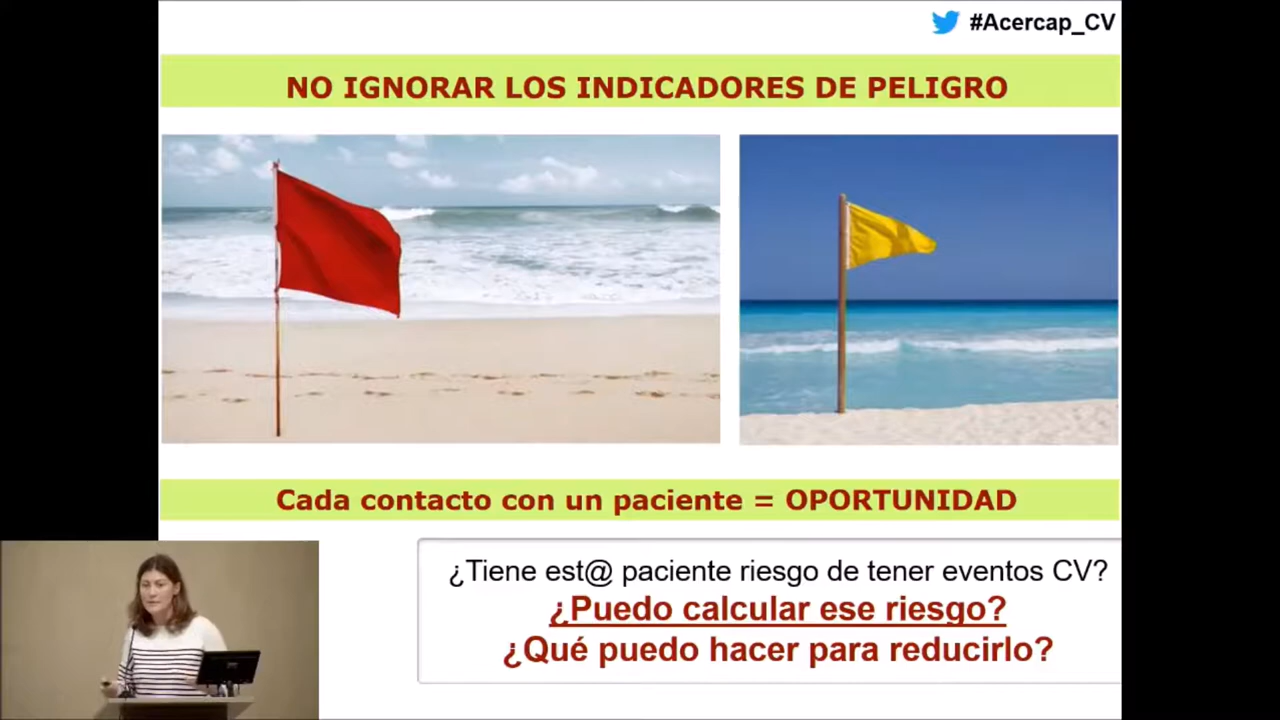 #Acercap_CV
NO IGNORAR LOS INDICADORES DE PELIGRO
Cada contacto con un paciente = OPORTUNIDAD
¿Tiene est@ paciente riesgo de tener eventos CV?
¿Puedo calcular ese riesgo?
¿Qué puedo hacer para reducirlo?